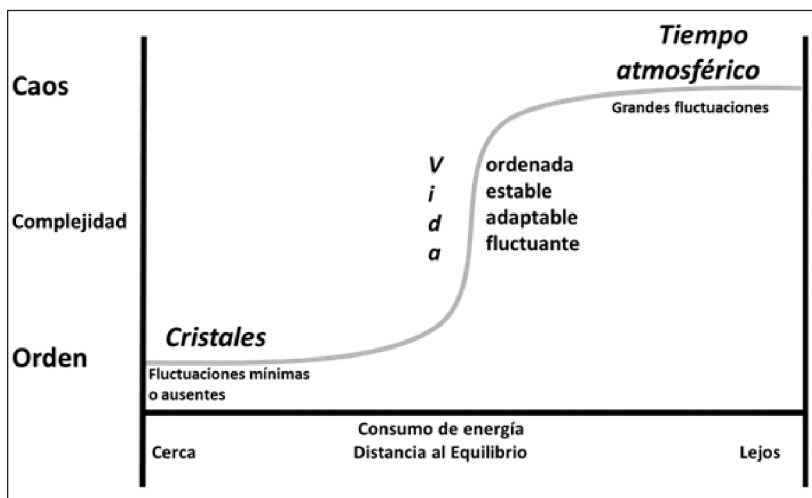 Tiempo
atmosférico
Caos
Grandes fluctuaciones
V ordenada
i estable
Complejidad
d adaptable
a fluctuante
Cristales
Orden
Fluctuaciones mínimas
o ausentes
Consumo de energía
Cerca Distancia al Equilibrio Lejos